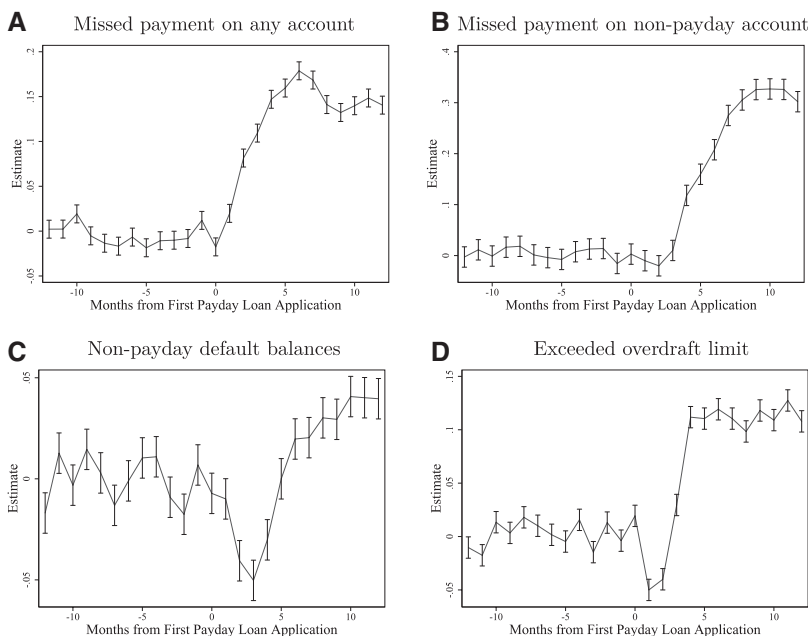 A Missed payment on any account
.2
.15
.1
.05
0
-.05
Estimate
-10 -5 0 5 10
Months from First Payday Loan Application
B Missed payment on non-payday account
.4
.3
.2
.1
0
Estimate
-10 -5 0 5 10
Months from First Payday Loan Application
C Non-payday default balances
.05
0
-.05
Estimate
-10 -5 0 5 10
Months from First Payday Loan Application
D Exceeded overdraft limit
.15
.1
.05
0
-.05
Estimate
-10 -5 0 5 10
Months from First Payday Loan Application